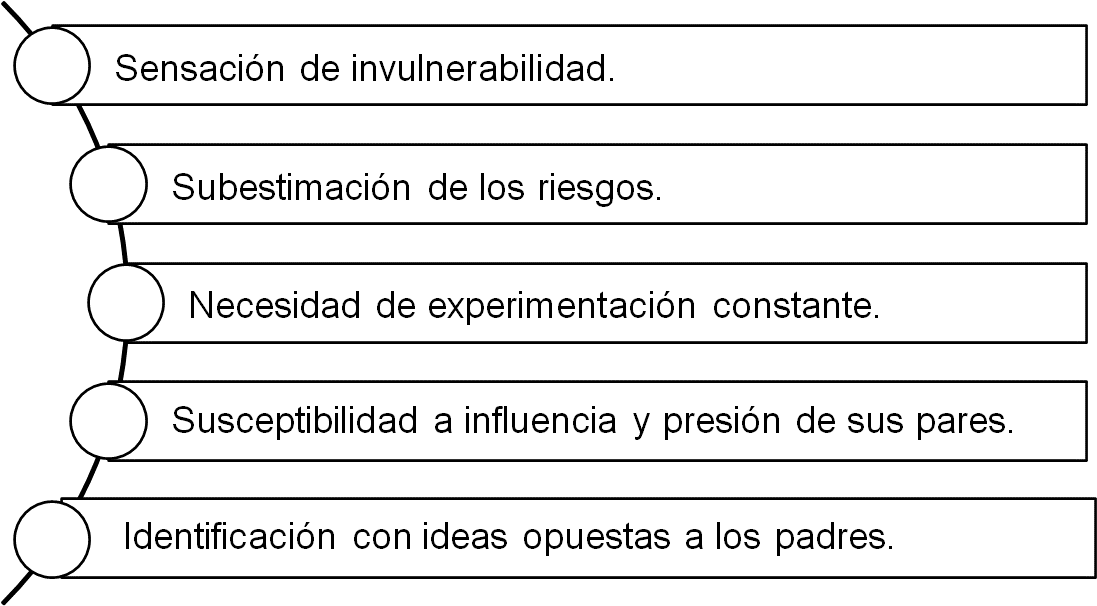 Sensación de invulnerabilidad.
Subestimación de los riesgos.
Necesidad de experimentación constante.
Susceptibilidad a influencia y presión de sus pares.
Identificación con ideas opuestas a los padres.